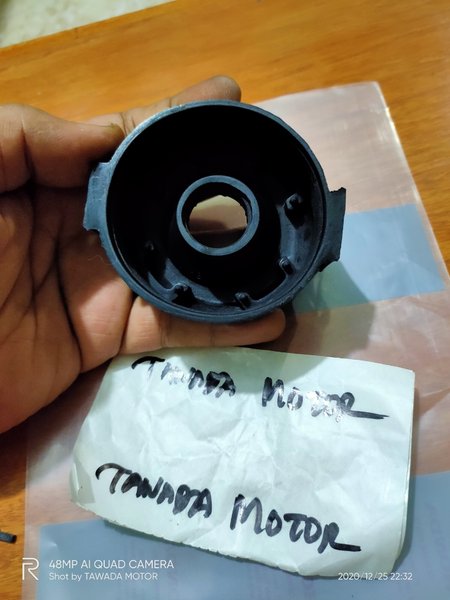 TAWADA MOTOR
TAWADA MOTOR
R 48MP AI QUAD CAMERA
Shot by TAWADA MOTOR
2020/12/25 22:32